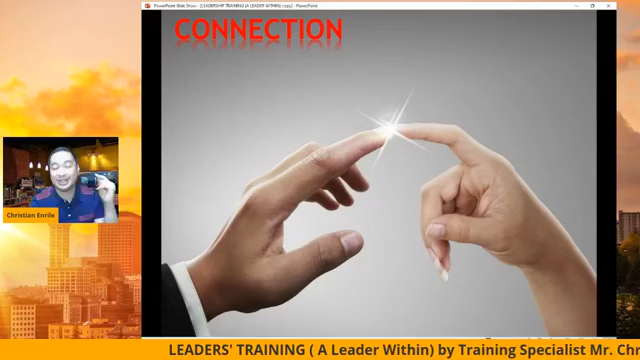 PowerPoint Slide Show - [LEADERSHIP TRAINING (A LEADER WITHIN) copy] - PowerPoint
CONNECTION
Christian Enrile
LEADERS' TRAINING ( A Leader Within) by Training Specialist Mr. Chr